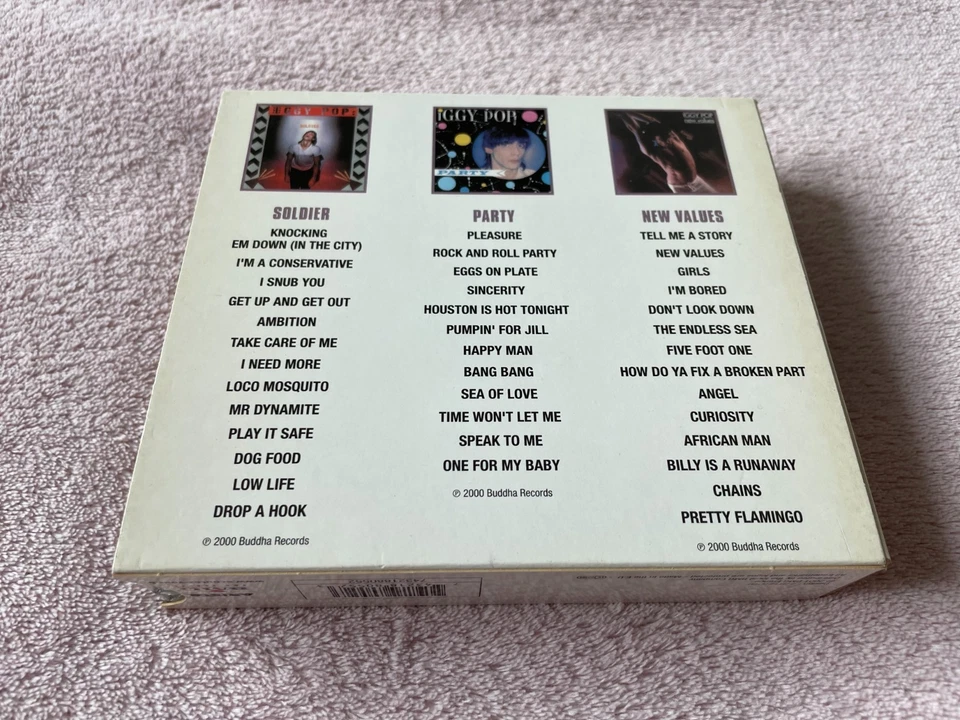 IGGY POP
SOLDIER
KNOCKING
EM DOWN (IN THE CITY)
I'M A CONSERVATIVE
I SNUB YOU
GET UP AND GET OUT
AMBITION
TAKE CARE OF ME
I NEED MORE
LOCO MOSQUITO
MR DYNAMITE
PLAY IT SAFE
DOG FOOD
LOW LIFE
DROP A HOOK
℗ 2000 Buddha Records
IGGY POP
PARTY
PARTY
PLEASURE
ROCK AND ROLL PARTY
EGGS ON PLATE
SINCERITY
HOUSTON IS HOT TONIGHT
PUMPIN' FOR JILL
HAPPY MAN
BANG BANG
SEA OF LOVE
TIME WON'T LET ME
SPEAK TO ME
ONE FOR MY BABY
℗ 2000 Buddha Records
IGGY POP
new values
NEW VALUES
TELL ME A STORY
NEW VALUES
GIRLS
I'M BORED
DON'T LOOK DOWN
THE ENDLESS SEA
FIVE FOOT ONE
HOW DO YA FIX A BROKEN PART
ANGEL
CURIOSITY
AFRICAN MAN
BILLY IS A RUNAWAY
CHAINS
PRETTY FLAMINGO
℗ 2000 Buddha Records